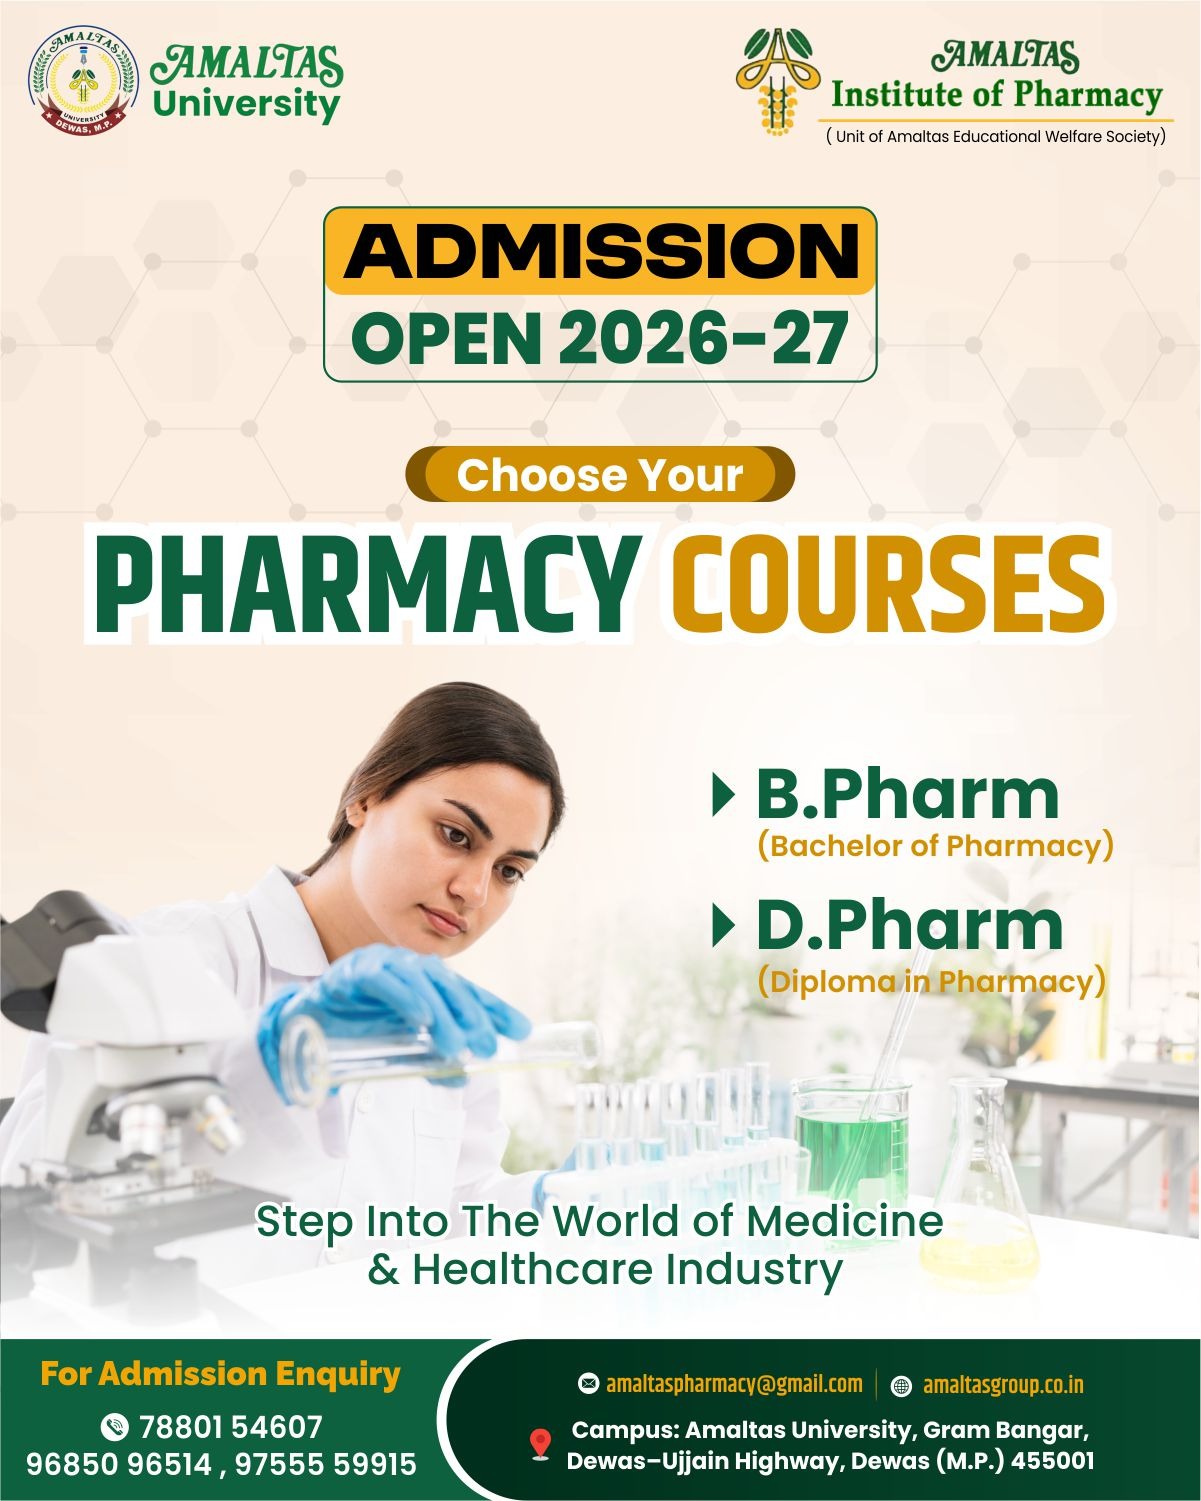 AMALTAS
UNIVERSITY
DEWAS, M.P.
AMALTAS
University
AMALTAS
Institute of Pharmacy
( Unit of Amaltas Educational Welfare Society)
ADMISSION
OPEN 2026-27
Choose Your
PHARMACY COURSES
B.Pharm
(Bachelor of Pharmacy)
D.Pharm
(Diploma in Pharmacy)
Step Into The World of Medicine
& Healthcare Industry
For Admission Enquiry
78801 54607
96850 96514 , 97555 59915
amaltaspharmacy@gmail.com
amaltasgroup.co.in
Campus: Amaltas University, Gram Bangar,
Dewas–Ujjain Highway, Dewas (M.P.) 455001